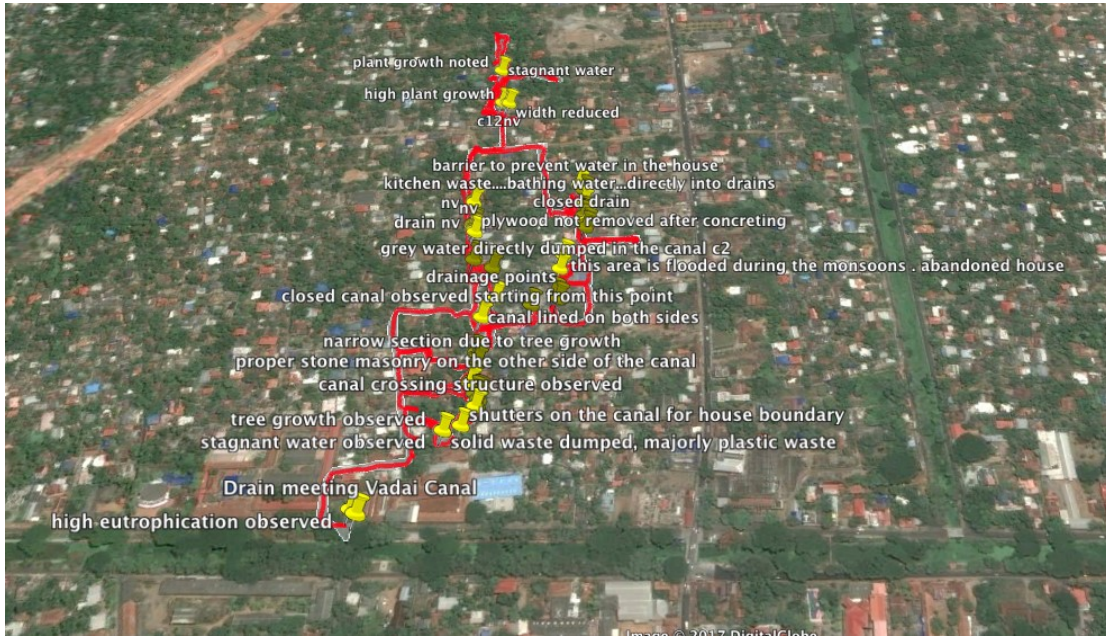 plant growth noted
stagnant water
high plant growth
width reduced
c12nv
barrier to prevent water in the house
kitchen waste....bathing water...directly into drains
nv
closed drain
nv
drain nv
plywood not removed after concreting
grey water directly dumped in the canal c2
this area is flooded during the monsoons . abandoned house
drainage points
closed canal observed starting from this point
canal lined on both sides
narrow section due to tree growth
proper stone masonry on the other side of the canal
canal crossing structure observed
tree growth observed
shutters on the canal for house boundary
stagnant water observed
solid waste dumped, majorly plastic waste
Drain meeting Vadai Canal
high eutrophication observed
Image © 2017 DigitalGlobe